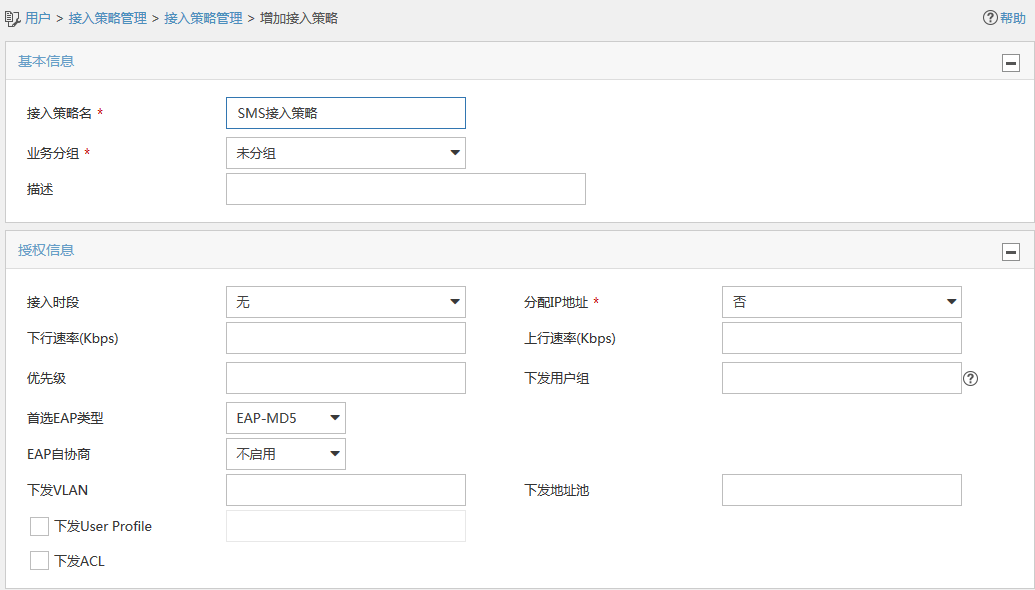 用户 > 接入策略管理 > 接入策略管理 > 增加接入策略 帮助
基本信息
接入策略名 * SMS接入策略
业务分组 * 未分组
描述
授权信息
接入时段 无 分配IP地址 * 否
下行速率(Kbps) 上行速率(Kbps)
优先级 下发用户组
首选EAP类型 EAP-MD5
EAP自协商 不启用
下发VLAN 下发地址池
下发User Profile
下发ACL